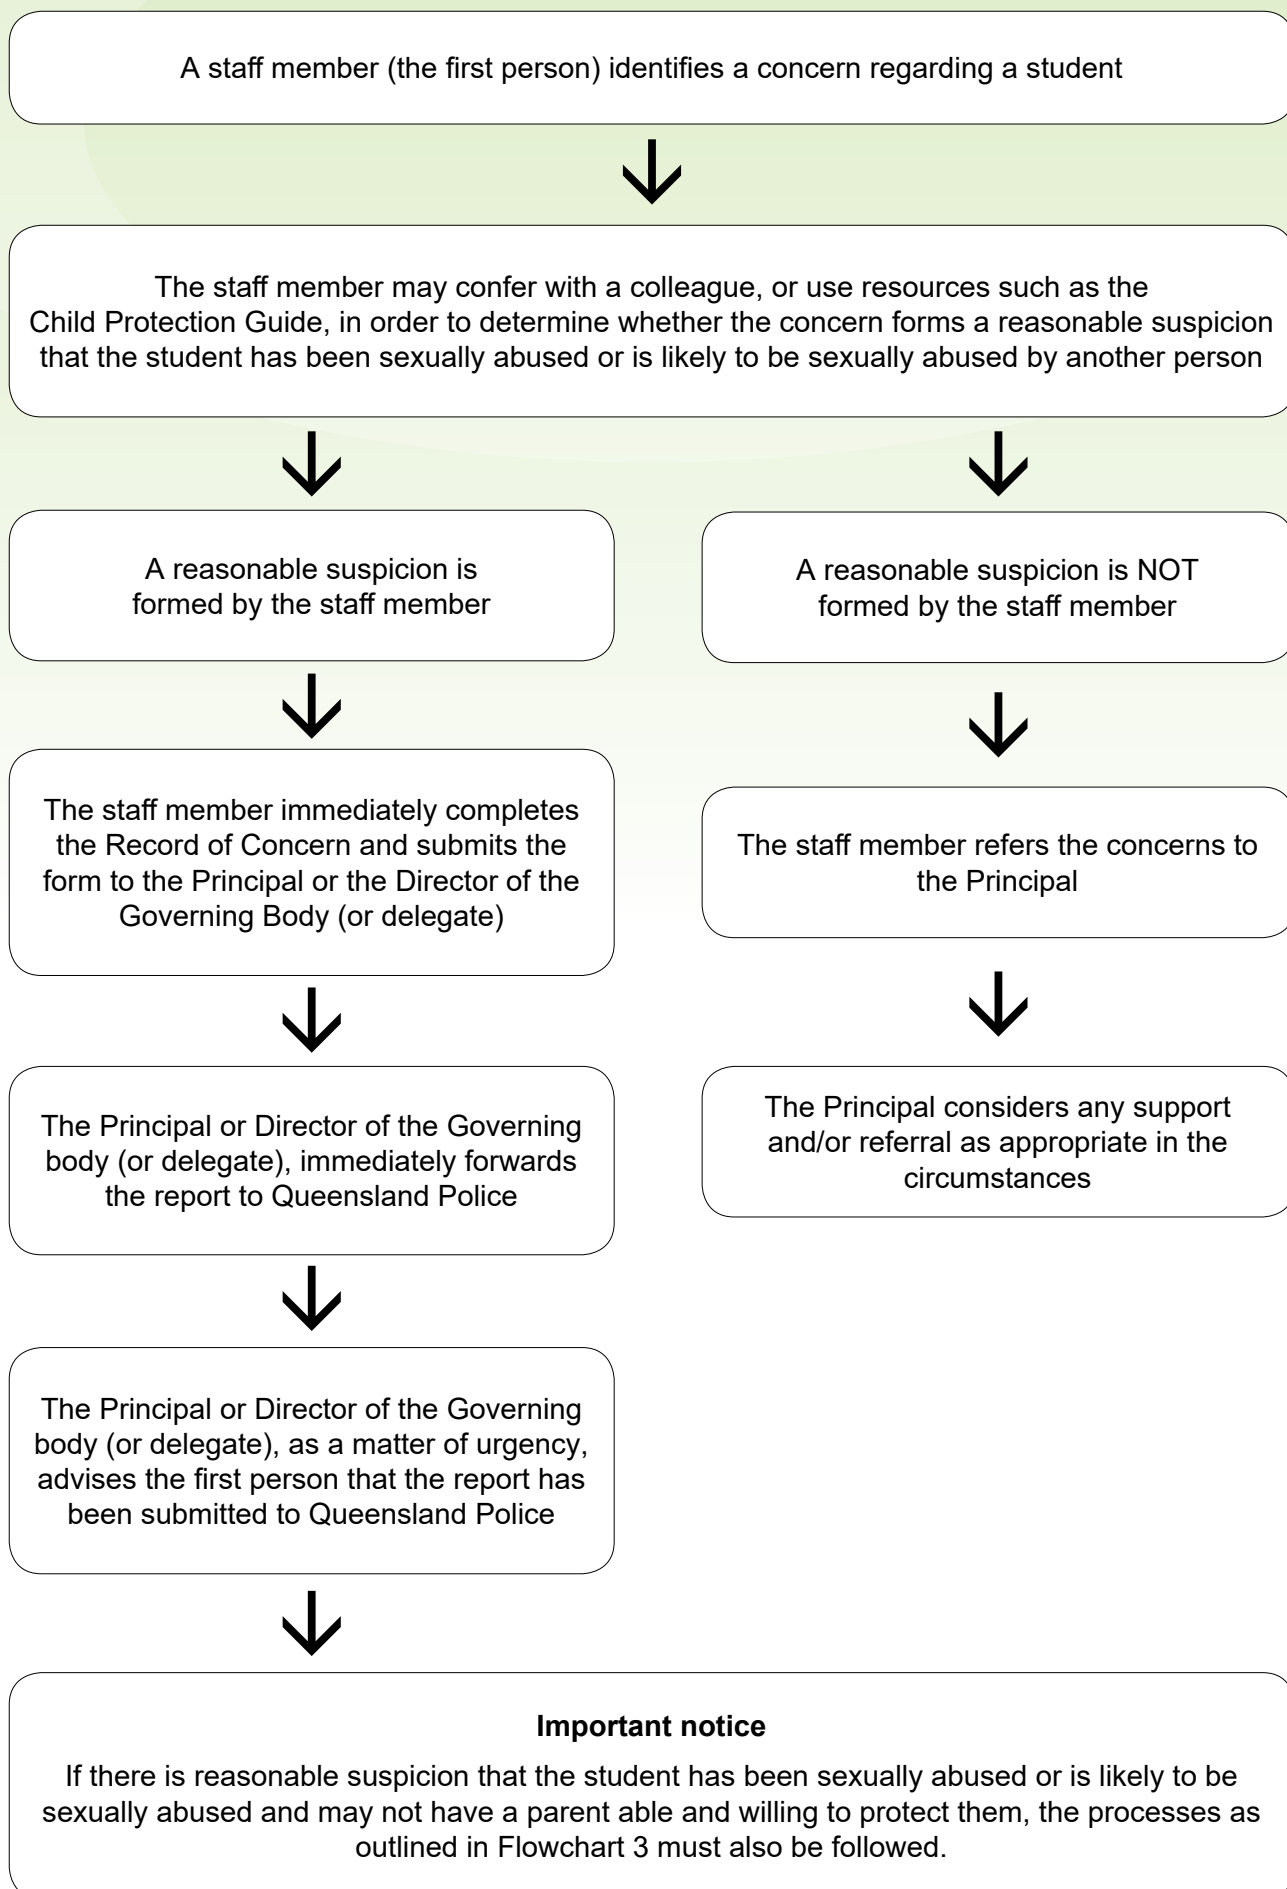 A staff member (the first person) identifies a concern regarding a student
The staff member may confer with a colleague, or use resources such as the
Child Protection Guide, in order to determine whether the concern forms a reasonable suspicion
that the student has been sexually abused or is likely to be sexually abused by another person
A reasonable suspicion is
formed by the staff member
A reasonable suspicion is NOT
formed by the staff member
The staff member immediately completes
the Record of Concern and submits the
form to the Principal or the Director of the
Governing Body (or delegate)
The staff member refers the concerns to
the Principal
The Principal or Director of the Governing
body (or delegate), immediately forwards
the report to Queensland Police
The Principal considers any support
and/or referral as appropriate in the
circumstances
The Principal or Director of the Governing
body (or delegate), as a matter of urgency,
advises the first person that the report has
been submitted to Queensland Police
Important notice
If there is reasonable suspicion that the student has been sexually abused or is likely to be
sexually abused and may not have a parent able and willing to protect them, the processes as
outlined in Flowchart 3 must also be followed.